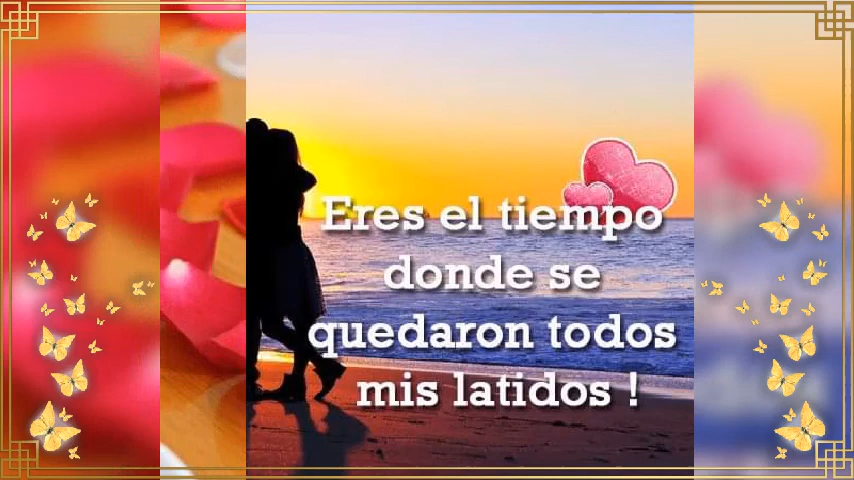 Eres el tiempo
donde se
quedaron todos
mis latidos !